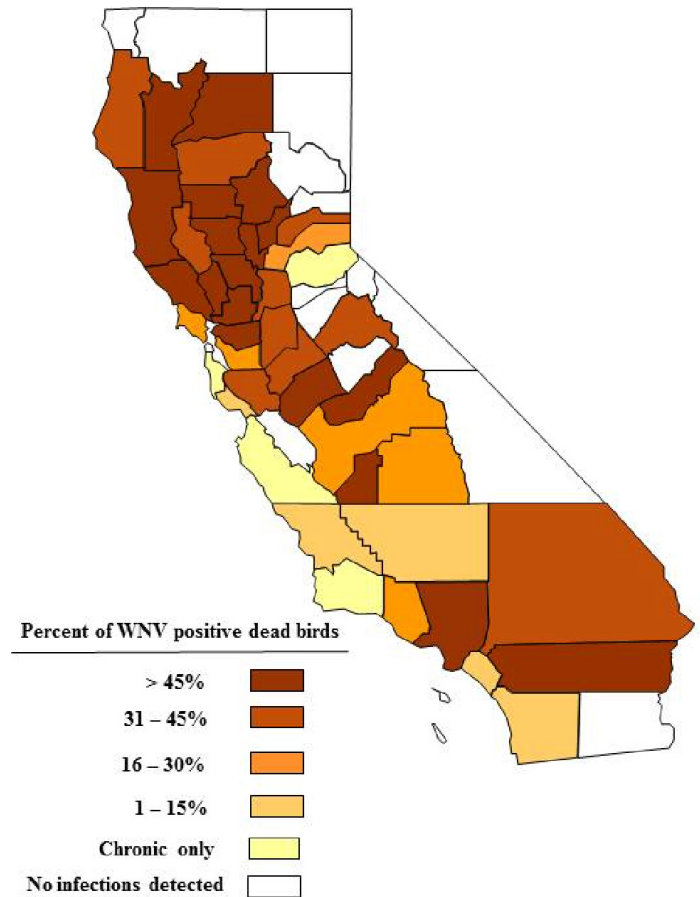 Percent of WNV positive dead birds
> 45%
31 – 45%
16 – 30%
1 – 15%
Chronic only
No infections detected